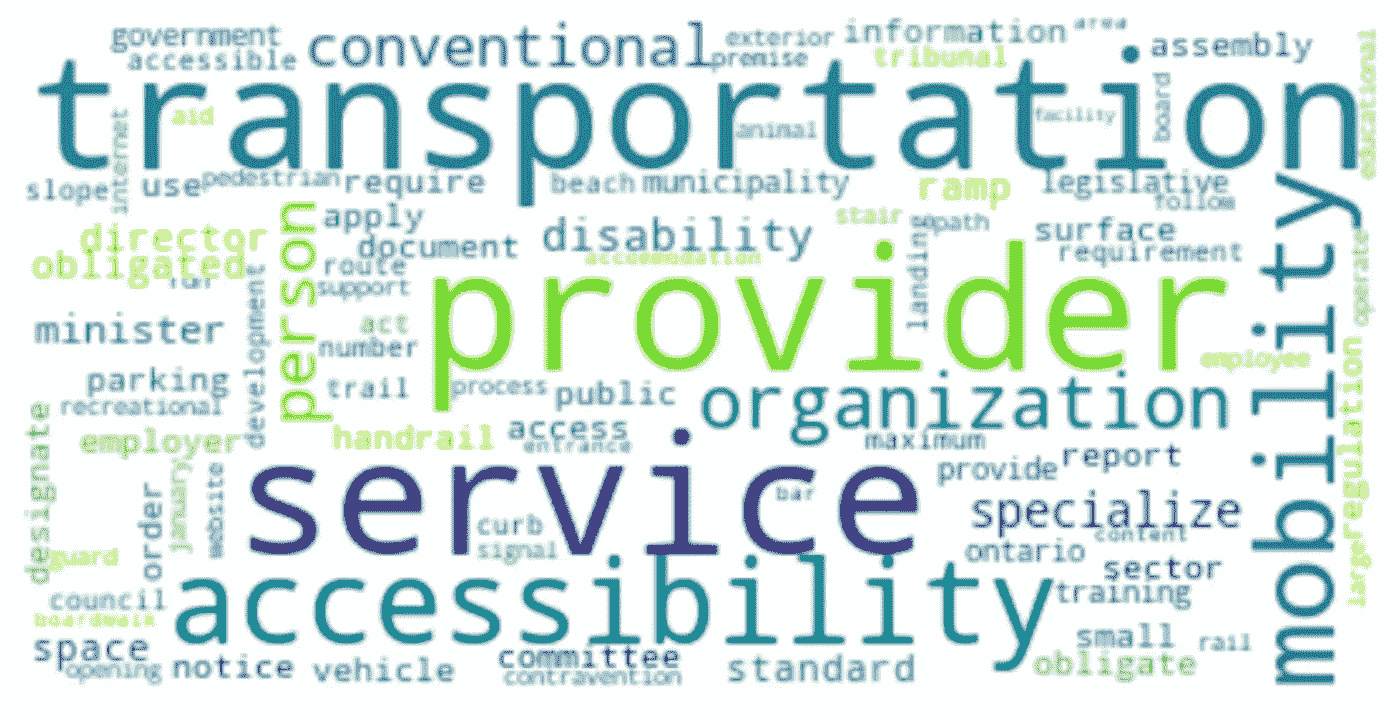 government
conventional
exterior
information
area
accessible
premise
tribunal
assembly
transportation
educational
aid
internet
animal
facility
board
slope
use
pedestrian
require
beach
municipality
ramp
legislative
follow
person
apply
disability
stair
landing
path
surface
director
document
accommodation
requirement
obligated
route
fur
support
provider
mobility
operate
development
minister
act
number
employee
parking
trail
process
public
organization
recreational
designate
employer
handrail
access
entrance
maximum
regulation
january
website
order
service
bar
provide
report
curb
signal
specialize
content
guard
ontario
sector
large
council
accessibility
training
boardwalk
space
opening
notice
vehicle
committee
contravention
standard
small
rail
obligate